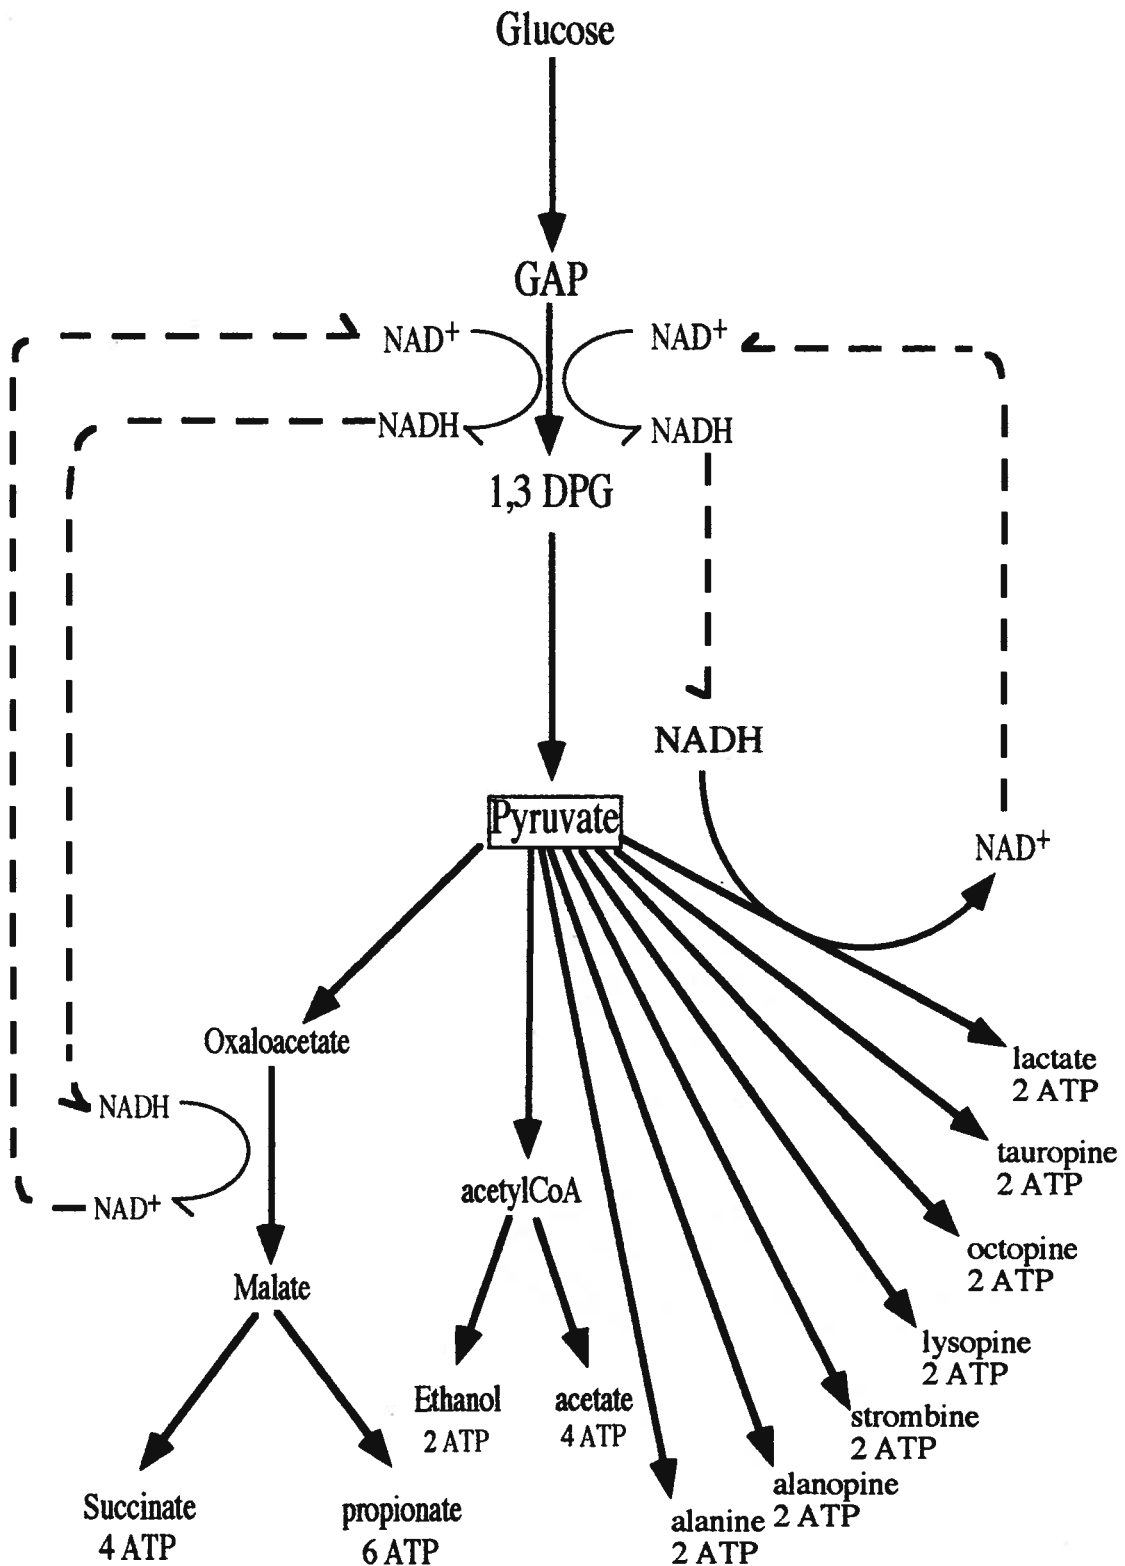 Glucose
GAP
NAD+
NAD+
NADH
NADH
1,3 DPG
NADH
Pyruvate
NAD+
Oxaloacetate
NADH
NAD+
Malate
acetylCoA
lactate
2 ATP
tauropine
2 ATP
octopine
2 ATP
lysopine
2 ATP
strombine
2 ATP
alanopine
2 ATP
alanine
2 ATP
Ethanol
2 ATP
acetate
4 ATP
Succinate
4 ATP
propionate
6 ATP